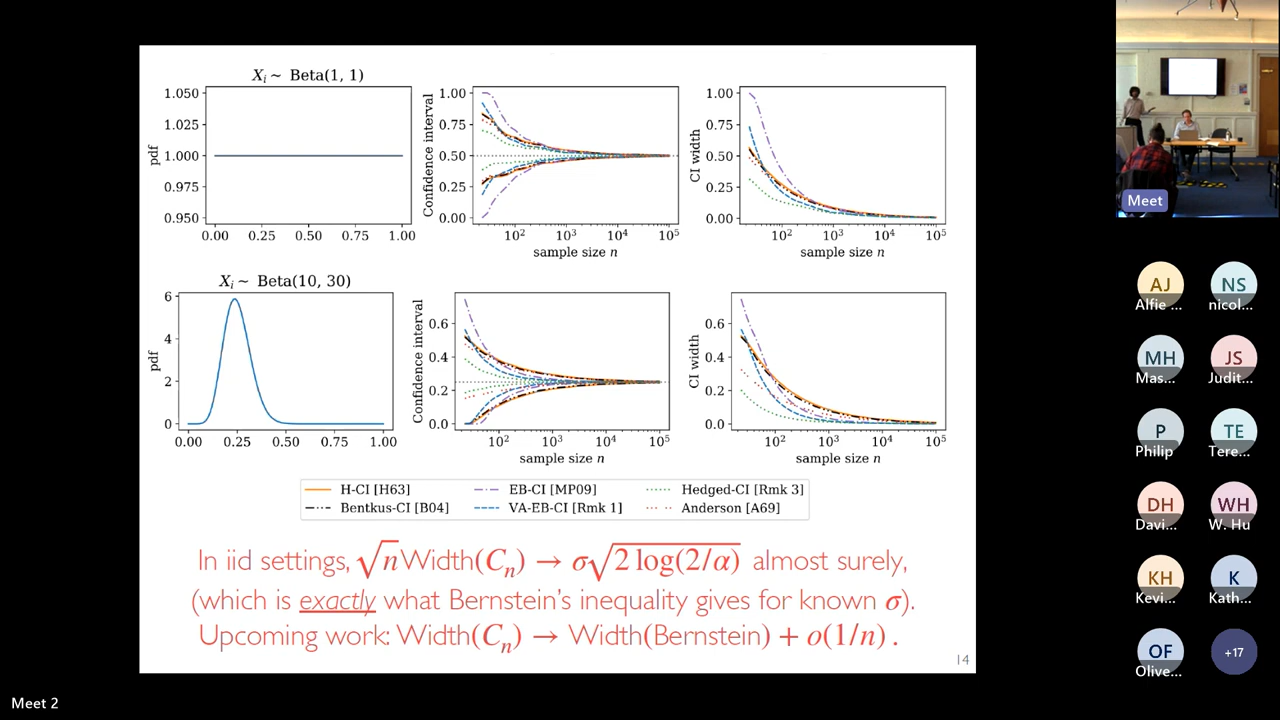 X_i ~ Beta(1, 1)
1.050
1.025
1.000
0.975
0.950
pdf
0.00 0.25 0.50 0.75 1.00
1.00
0.75
0.50
0.25
0.00
Confidence interval
10² 10³ 10⁴ 10⁵
sample size n
1.00
0.75
0.50
0.25
0.00
CI width
10² 10³ 10⁴ 10⁵
sample size n
X_i ~ Beta(10, 30)
6
4
2
0
pdf
0.00 0.25 0.50 0.75 1.00
0.6
0.4
0.2
0.0
Confidence interval
10² 10³ 10⁴ 10⁵
sample size n
0.6
0.4
0.2
0.0
CI width
10² 10³ 10⁴ 10⁵
sample size n
H-CI [H63] EB-CI [MP09] Hedged-CI [Rmk 3]
Bentkus-CI [B04] VA-EB-CI [Rmk 1] Anderson [A69]
In iid settings, √n Width(C_n) → σ√2 log(2/α) almost surely,
(which is exactly what Bernstein's inequality gives for known σ).
Upcoming work: Width(C_n) → Width(Bernstein) + o(1/n).
14
Meet
AJ NS
Alfie ... nicol...
MH JS
Mas... Judit...
P TE
Philip Tere...
DH WH
Davi... W. Hu
KH K
Kevi... Kath...
OF +17
Olive...
Meet 2